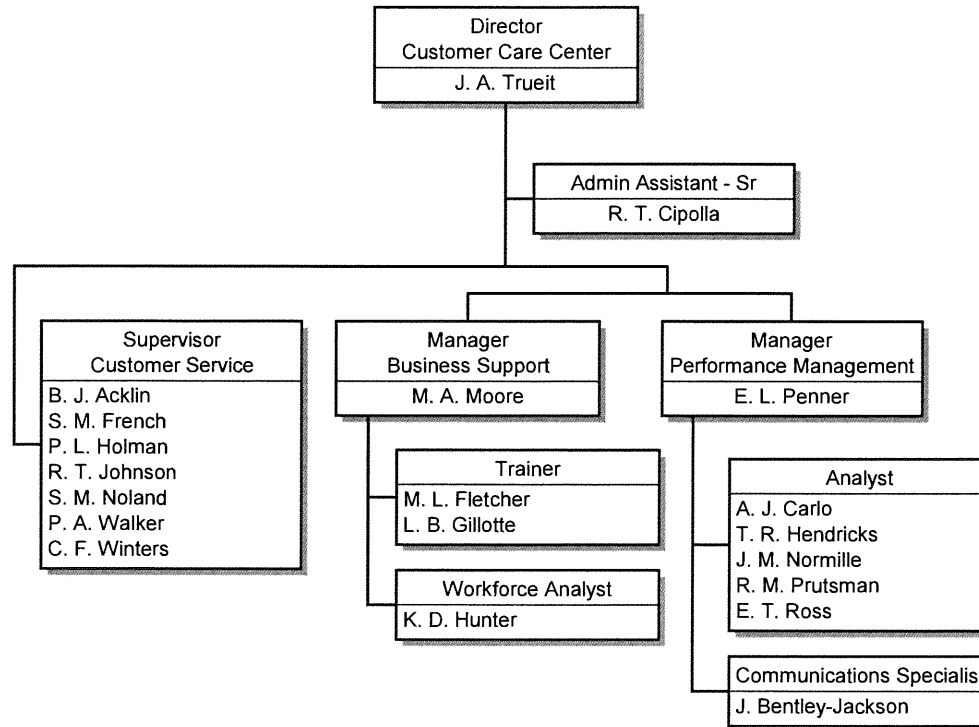 Director
Customer Care Center
J. A. Trueit
Admin Assistant - Sr
R. T. Cipolla
Supervisor
Customer Service
B. J. Acklin
S. M. French
P. L. Holman
R. T. Johnson
S. M. Noland
P. A. Walker
C. F. Winters
Manager
Business Support
M. A. Moore
Trainer
M. L. Fletcher
L. B. Gillotte
Workforce Analyst
K. D. Hunter
Manager
Performance Management
E. L. Penner
Analyst
A. J. Carlo
T. R. Hendricks
J. M. Normille
R. M. Prutsman
E. T. Ross
Communications Specialis
J. Bentley-Jackson